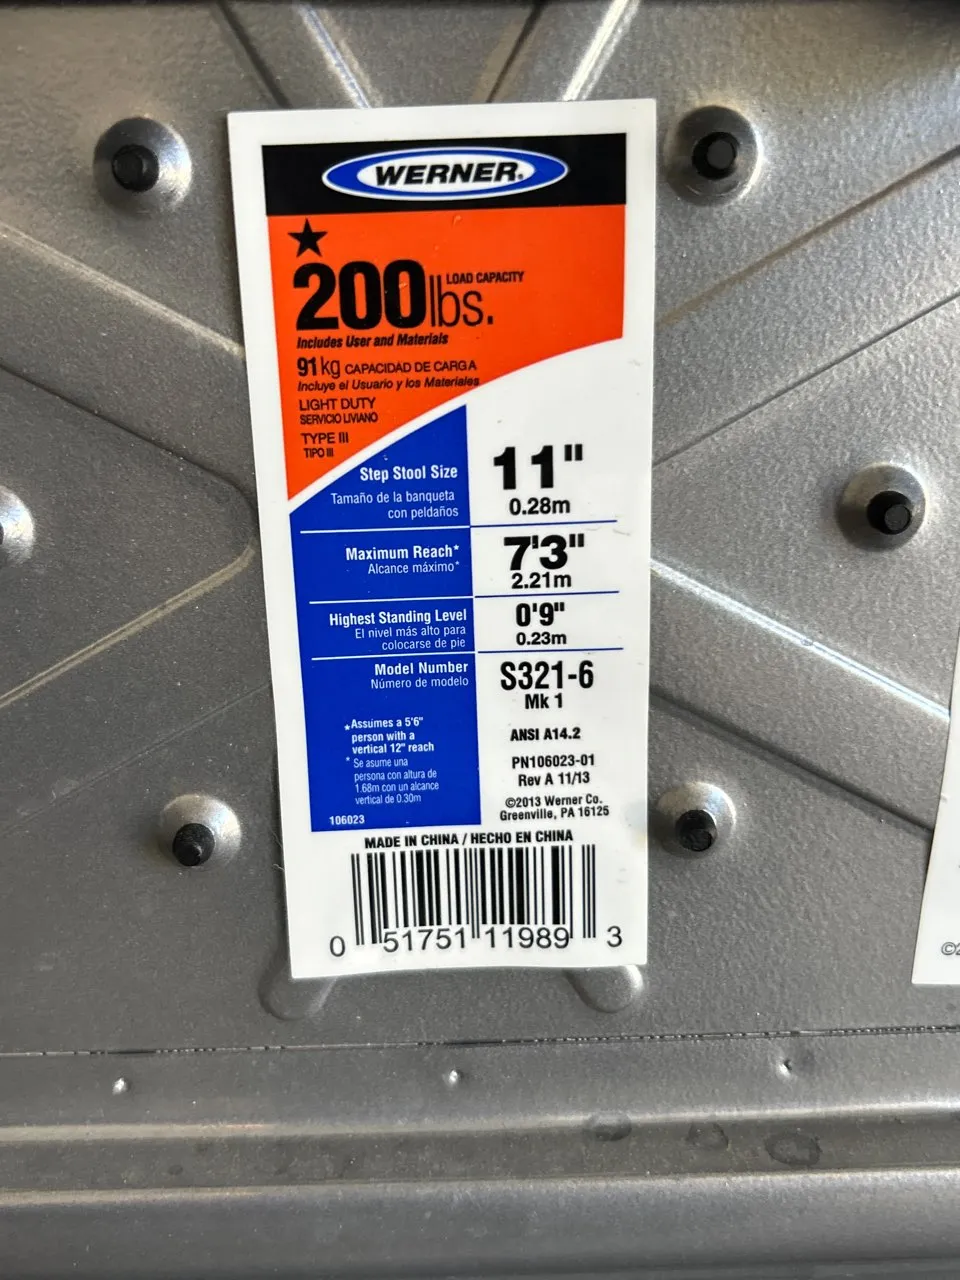 WERNER.
★
200lbs. LOAD CAPACITY
Includes User and Materials
91kg CAPACIDAD DE CARGA
Incluye el Usuario y los Materiales
LIGHT DUTY
SERVICIO LIVIANO
TYPE III
TIPO III
Step Stool Size
Tamaño de la banqueta
con peldaños
11"
0.28m
Maximum Reach*
Alcance máximo*
7'3"
2.21m
Highest Standing Level
El nivel más alto para
colocarse de pie
0'9"
0.23m
Model Number
Número de modelo
S321-6
Mk 1
*Assumes a 5'6"
person with a
vertical 12" reach
* Se asume una
persona con altura de
1.68m con un alcance
vertical de 0.30m
106023
ANSI A14.2
PN106023-01
Rev A 11/13
©2013 Werner Co.
Greenville, PA 16125
MADE IN CHINA / HECHO EN CHINA
0 51751 11989 3